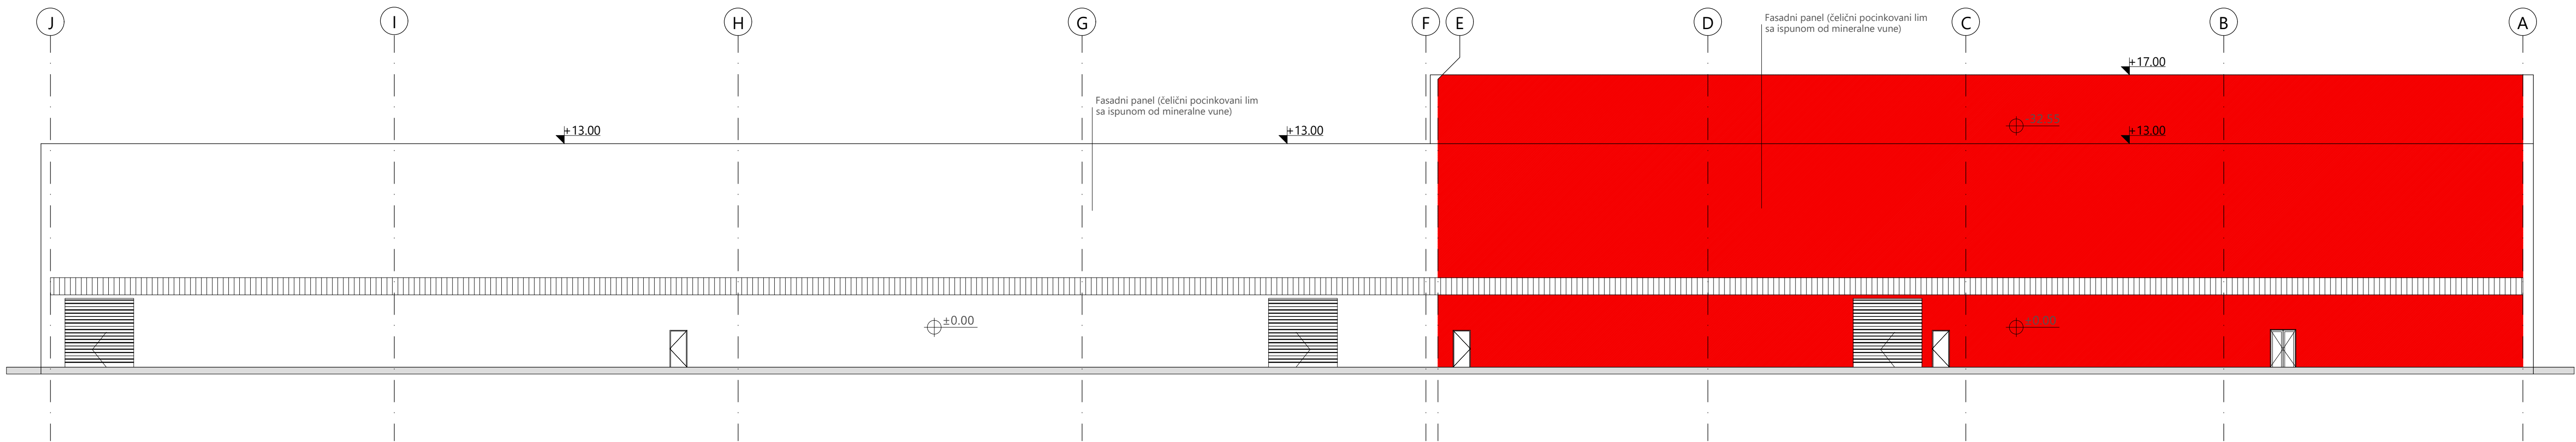 J
I
H
G
F
E
D
C
B
A
Fasadni panel (čelični pocinkovani lim
sa ispunom od mineralne vune)
+17.00
Fasadni panel (čelični pocinkovani lim
sa ispunom od mineralne vune)
+13.00
+13.00
+13.00
±0.00
±0.00